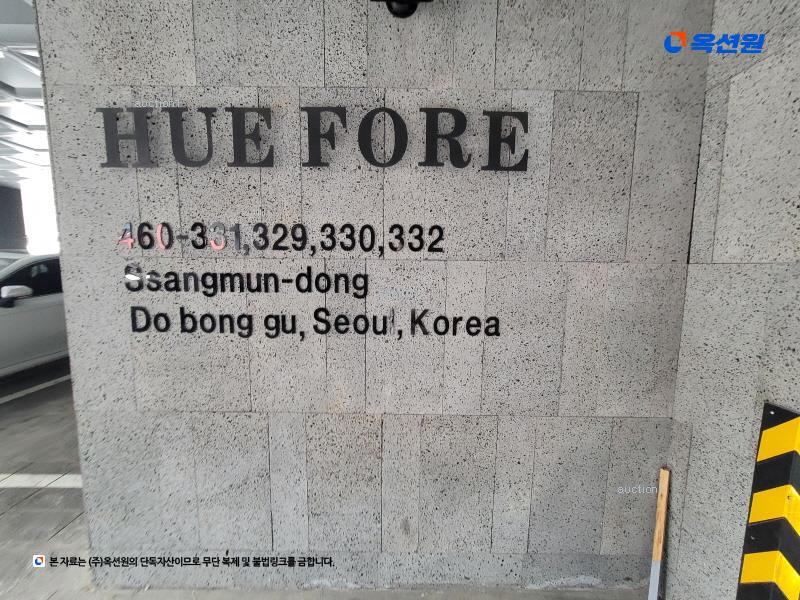 옥션원
auction1
HUE FORE
460-331,329,330,332
Ssangmun-dong
Do bong gu, Seoul, Korea
auction
본 자료는 (주)옥션원의 단독자산이므로 무단 복제 및 불법링크를 금합니다.